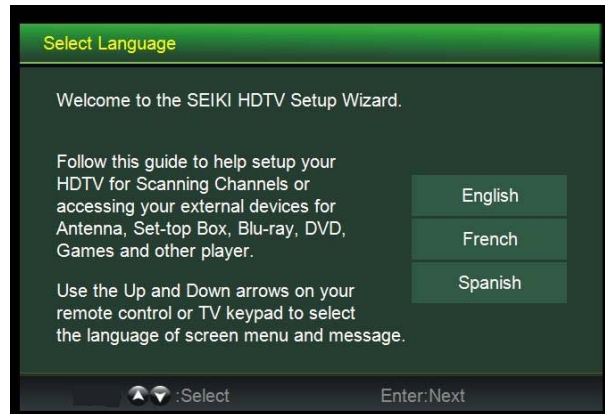 Select Language
Welcome to the SEIKI HDTV Setup Wizard.
Follow this guide to help setup your
HDTV for Scanning Channels or
accessing your external devices for
Antenna, Set-top Box, Blu-ray, DVD,
Games and other player.
Use the Up and Down arrows on your
remote control or TV keypad to select
the language of screen menu and message.
English
French
Spanish
:Select
Enter:Next